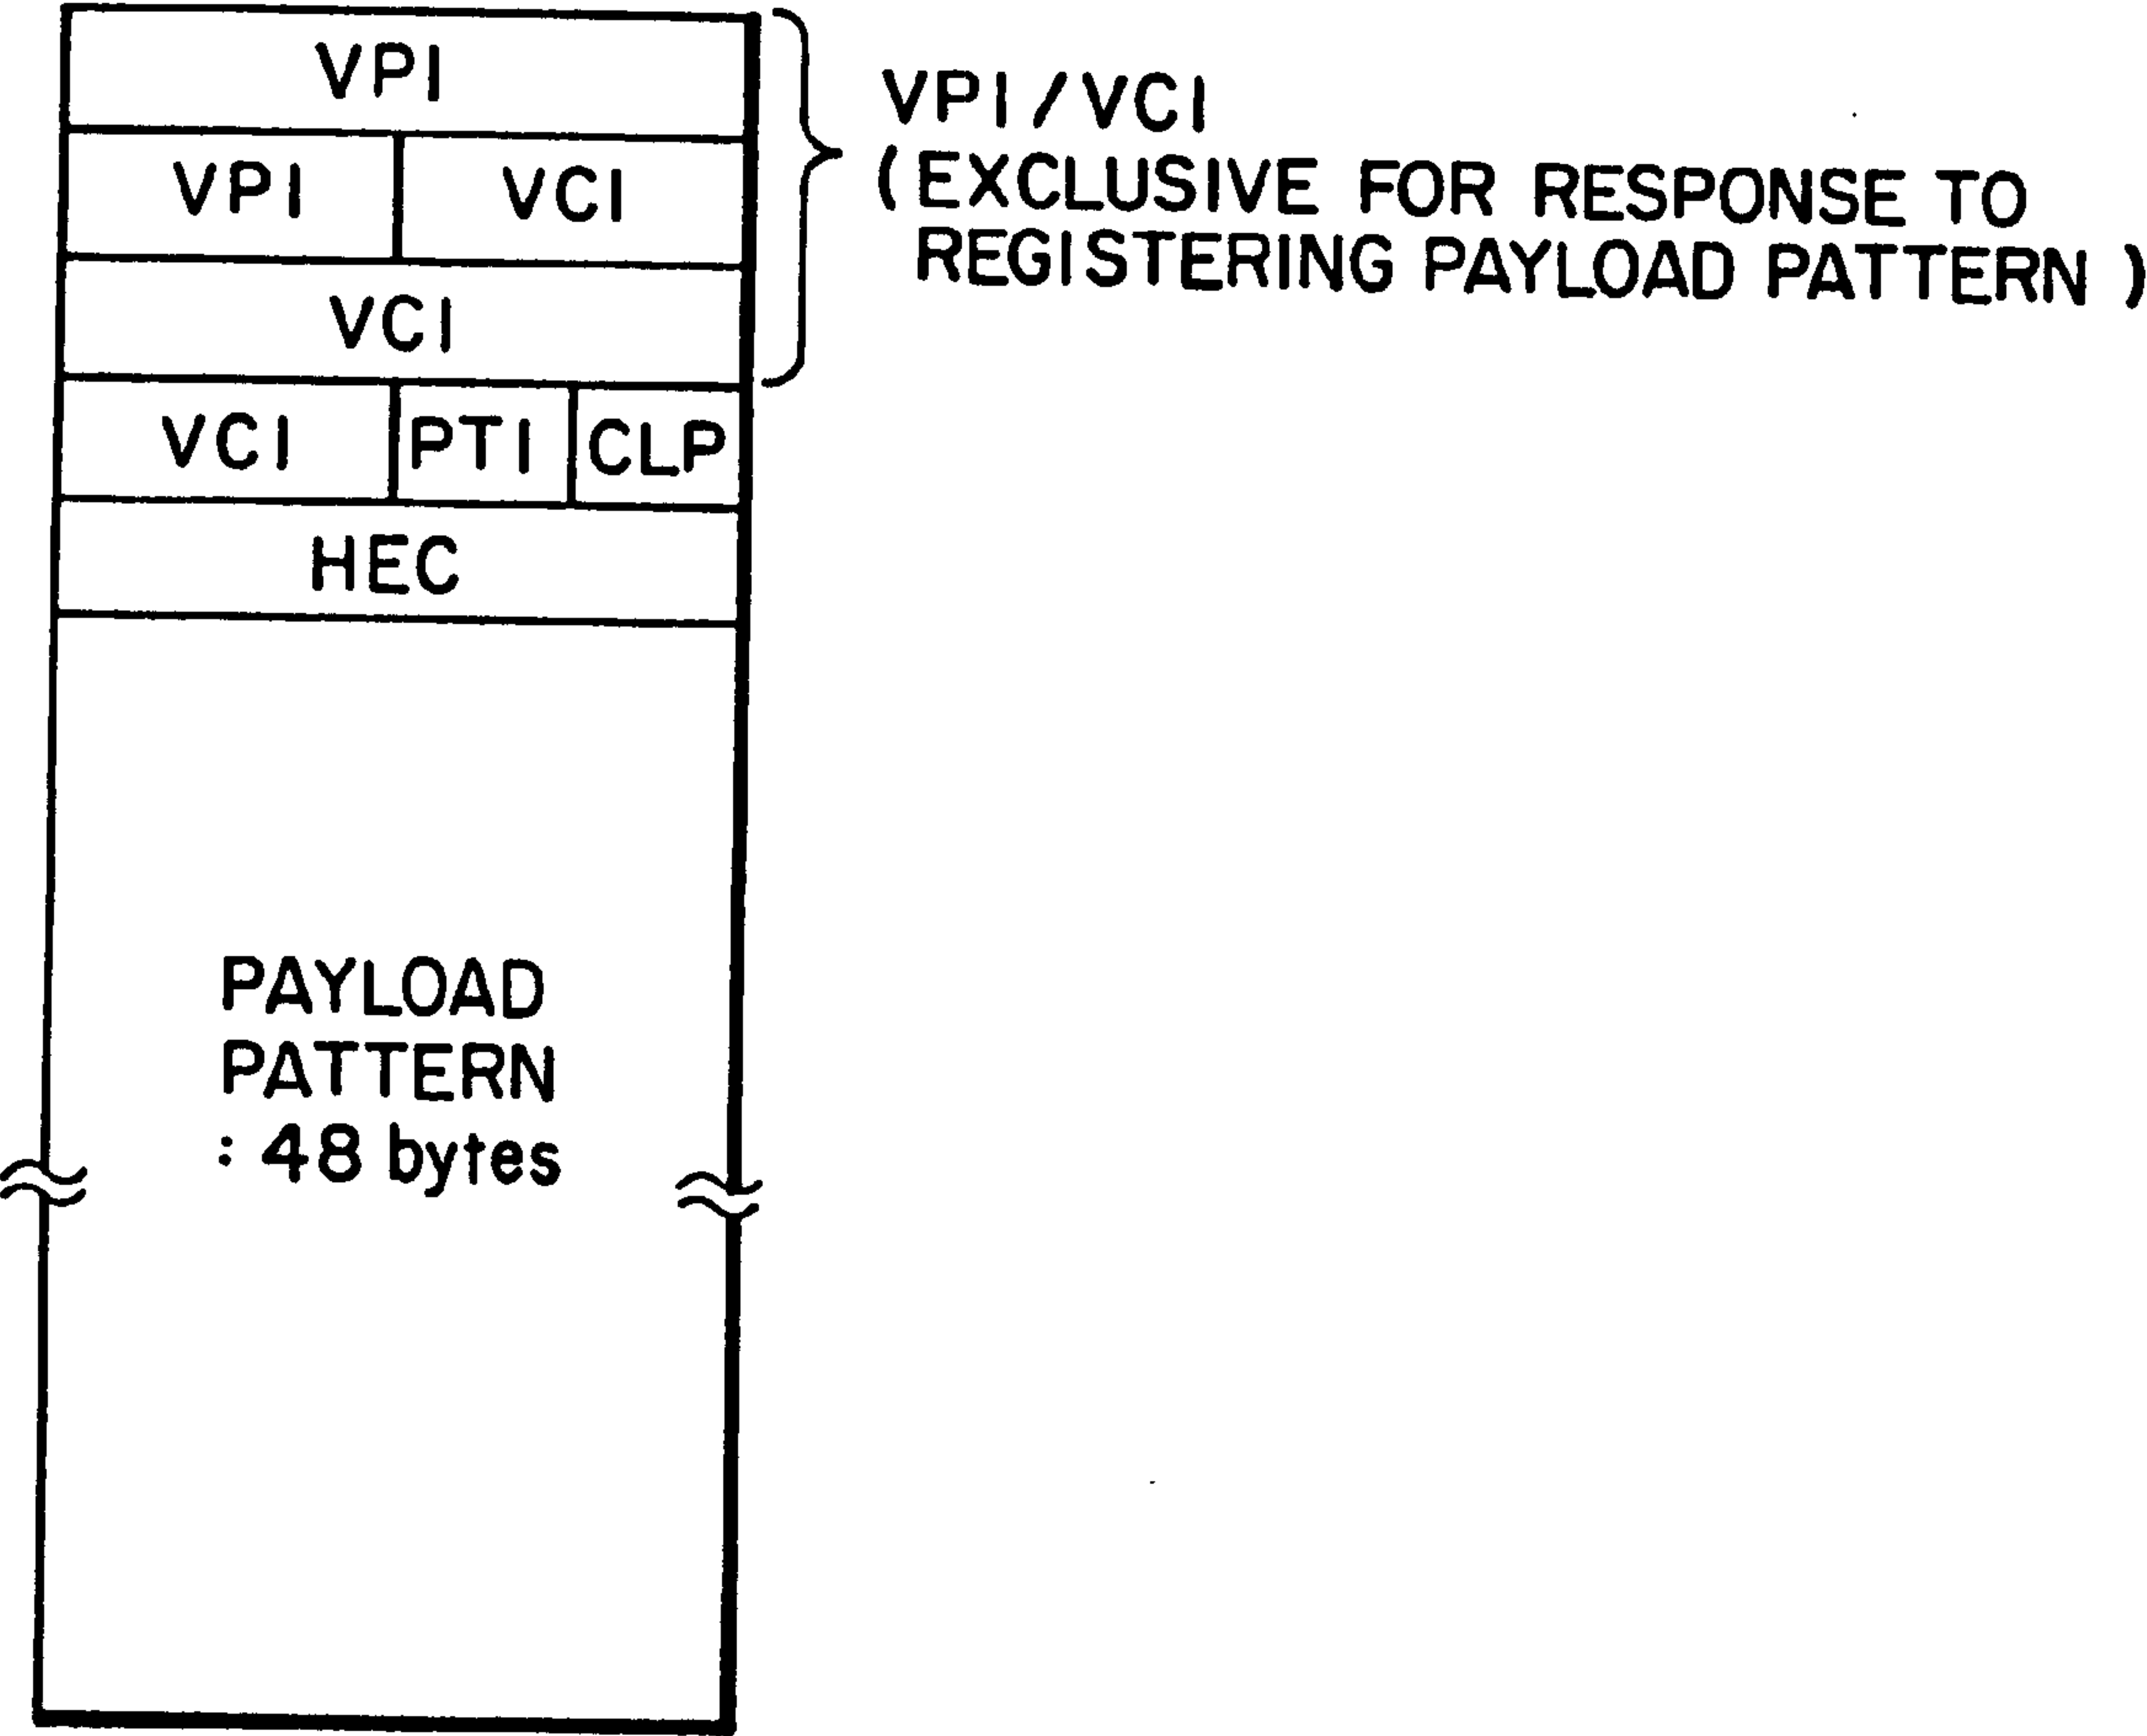 VPI
VPI VCI
VCI
VCI PTI CLP
HEC
PAYLOAD
PATTERN
: 48 bytes
VPI/VCI
(EXCLUSIVE FOR RESPONSE TO
REGISTERING PAYLOAD PATTERN )